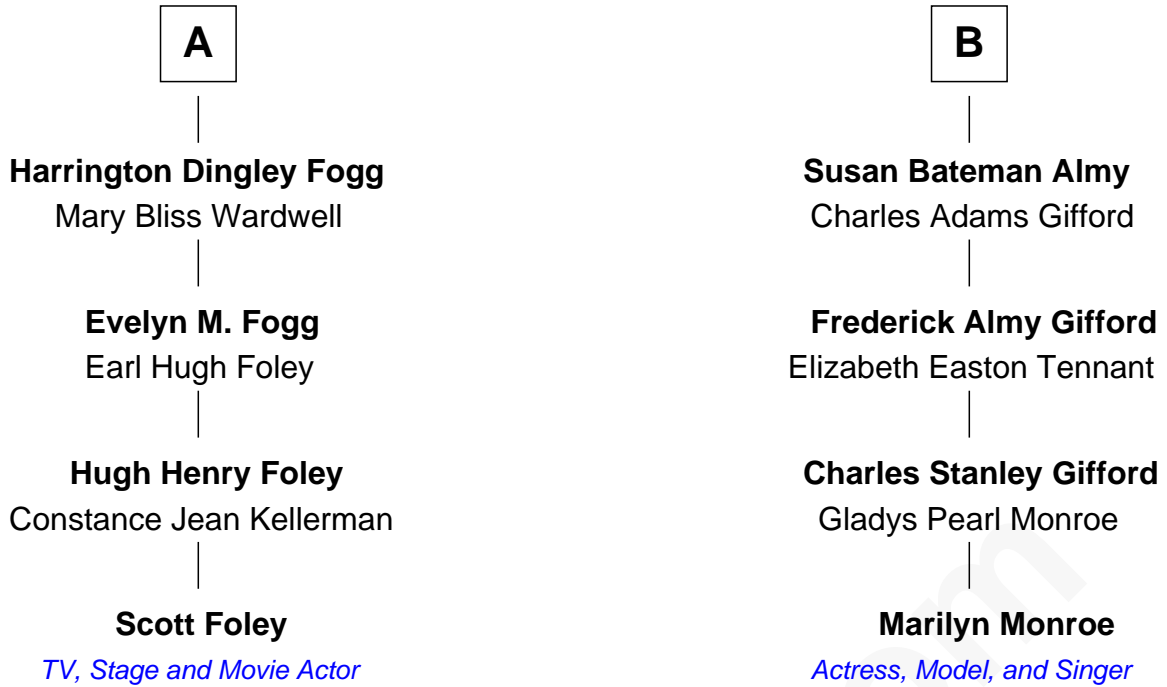 A
Harrington Dingley Fogg
Mary Bliss Wardwell
Evelyn M. Fogg
Earl Hugh Foley
Hugh Henry Foley
Constance Jean Kellerman
Scott Foley
TV, Stage and Movie Actor
B
Susan Bateman Almy
Charles Adams Gifford
Frederick Almy Gifford
Elizabeth Easton Tennant
Charles Stanley Gifford
Gladys Pearl Monroe
Marilyn Monroe
Actress, Model, and Singer